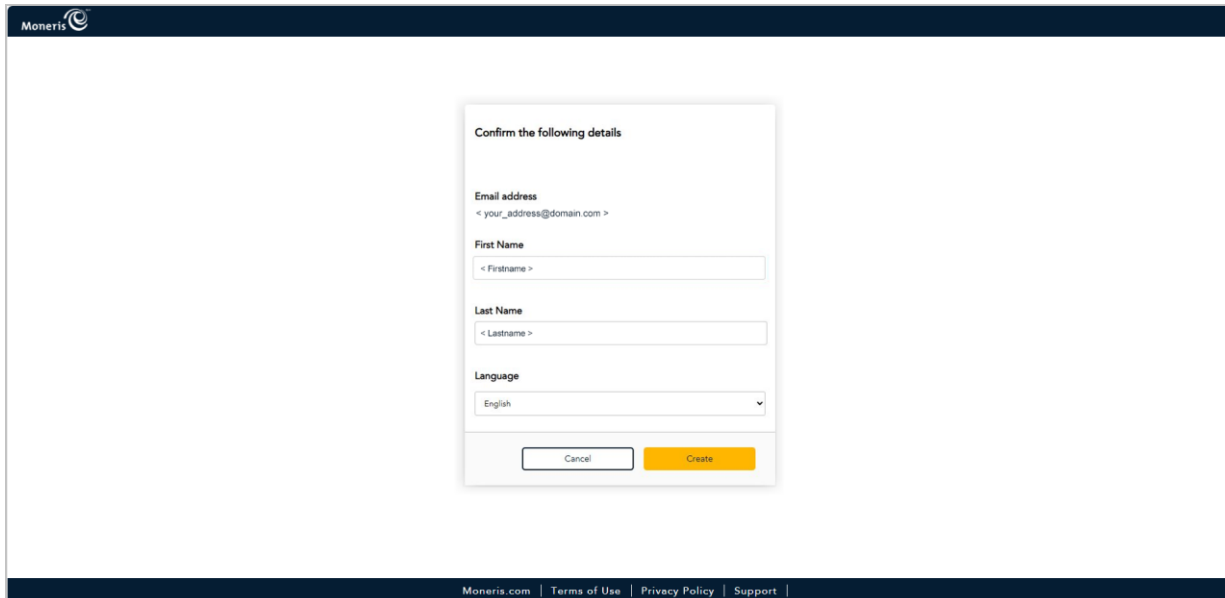 Moneris
Confirm the following details
Email address
< your_address@domain.com >
First Name
< Firstname >
Last Name
< Lastname >
Language
English
Cancel Create
Moneris.com | Terms of Use | Privacy Policy | Support |